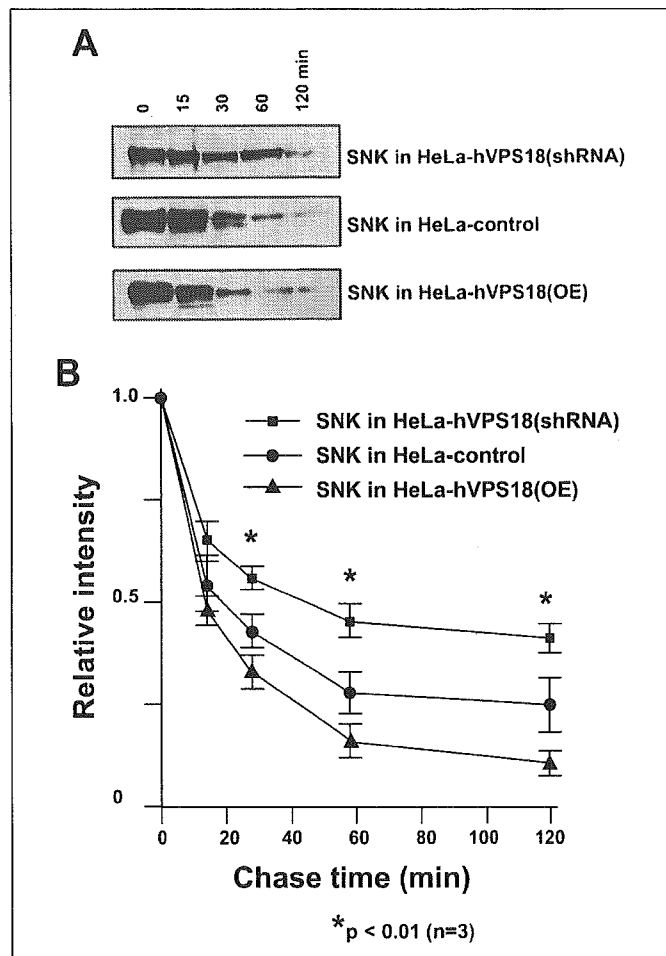 A
0 15 30 60 120 min
SNK in HeLa-hVPS18(shRNA)
SNK in HeLa-control
SNK in HeLa-hVPS18(OE)
B
1.0
0.5
0
Relative intensity
SNK in HeLa-hVPS18(shRNA)
SNK in HeLa-control
SNK in HeLa-hVPS18(OE)
*
*
*
0 20 40 60 80 100 120
Chase time (min)
*p < 0.01 (n=3)